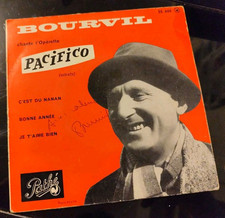 BOURVIL
chante l'Opérette
PACIFICO
C'EST DU NANAN
BONNE ANNÉE
JE T'AIME BIEN
Pathé